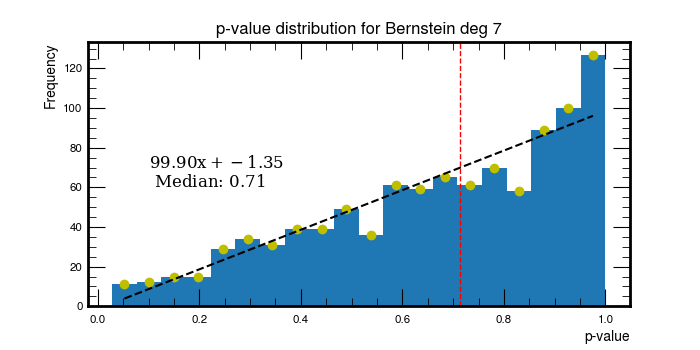 p-value distribution for Bernstein deg 7
Frequency
120
100
80
60
40
20
0
99.90x + −1.35
Median: 0.71
0.0 0.2 0.4 0.6 0.8 1.0
p-value